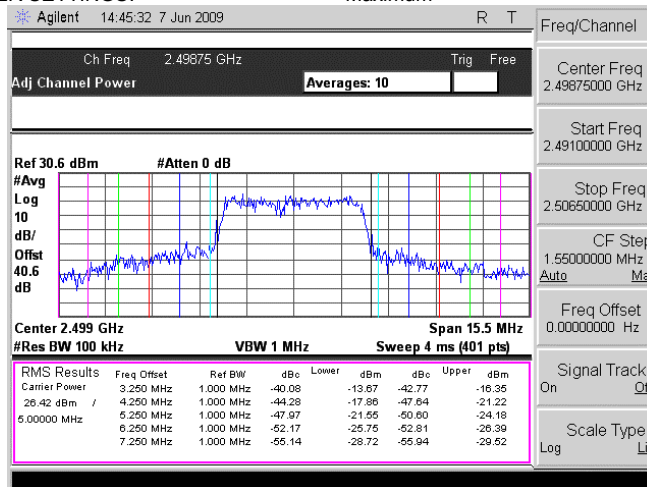 Maximum
Agilent 14:45:32 7 Jun 2009 R T
Freq/Channel
Ch Freq 2.49875 GHz Trig Free
Adj Channel Power Averages: 10
Center Freq
2.49875000 GHz
Start Freq
2.49100000 GHz
Ref 30.6 dBm #Atten 0 dB
#Avg
Log
10
dB/
Offst
40.6
dB
Stop Freq
2.50650000 GHz
CF Step
1.55000000 MHz
Auto Ma
Freq Offset
0.00000000 Hz
Center 2.499 GHz Span 15.5 MHz
#Res BW 100 kHz VBW 1 MHz Sweep 4 ms (401 pts)
RMS Results Freq Offset Ref BW dBc Lower dBm dBc Upper dBm
Carrier Power 3.250 MHz 1.000 MHz -40.08 -13.67 -42.77 -16.35
26.42 dBm / 4.250 MHz 1.000 MHz -44.28 -17.86 -47.64 -21.22
5.00000 MHz 5.250 MHz 1.000 MHz -47.97 -21.55 -50.60 -24.18
6.250 MHz 1.000 MHz -52.17 -25.75 -52.81 -26.39
7.250 MHz 1.000 MHz -55.14 -28.72 -55.94 -29.52
Signal Track
On Of
Scale Type
Log Li